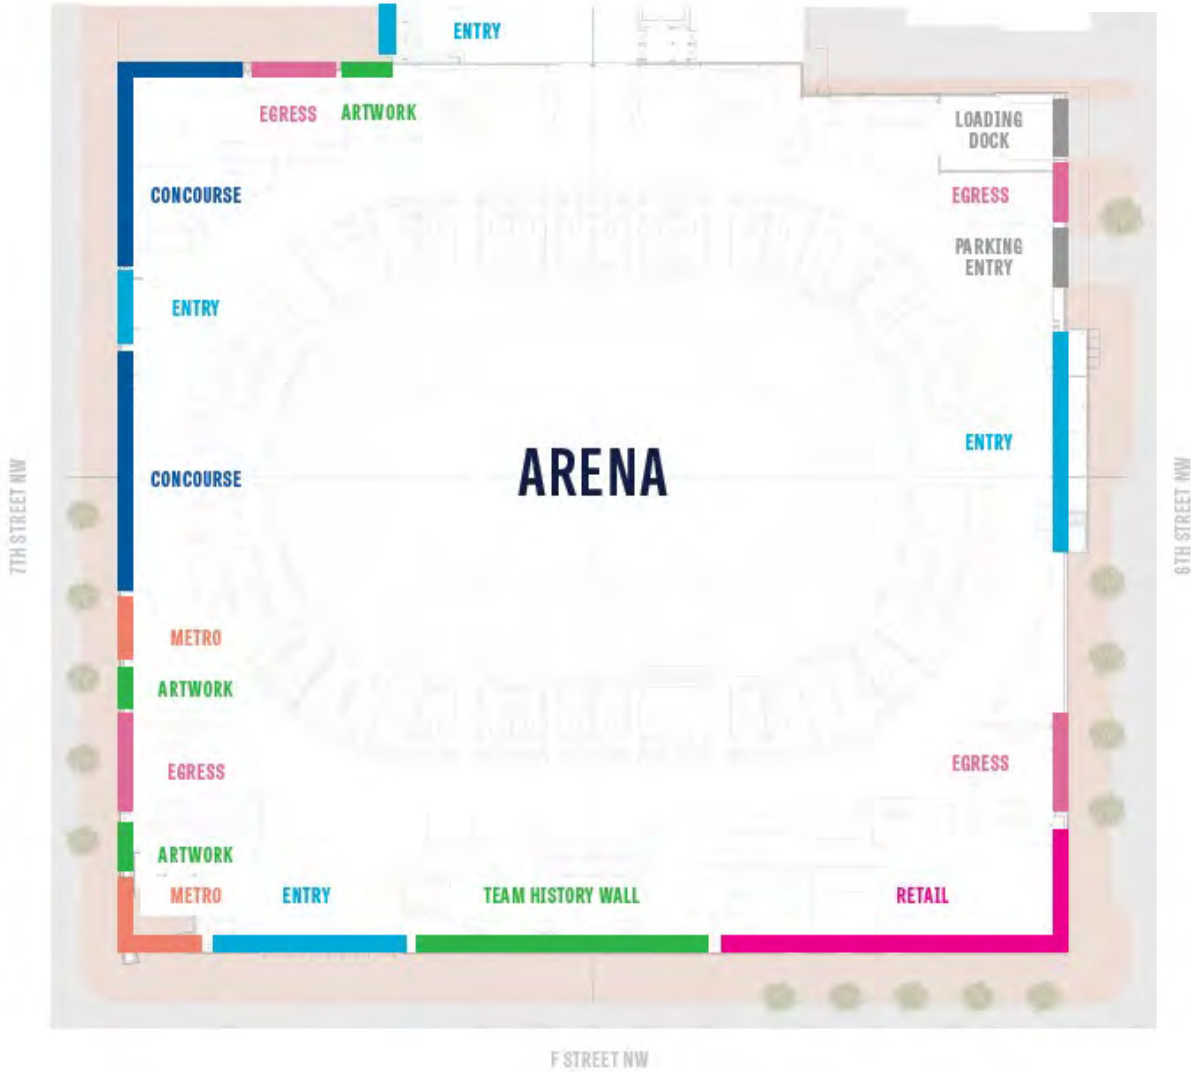 ENTRY
EGRESS
ARTWORK
LOADING
DOCK
CONCOURSE
EGRESS
PARKING
ENTRY
ENTRY
ENTRY
ARENA
CONCOURSE
7TH STREET NW
6TH STREET NW
METRO
ARTWORK
EGRESS
EGRESS
ARTWORK
METRO
ENTRY
TEAM HISTORY WALL
RETAIL
F STREET NW